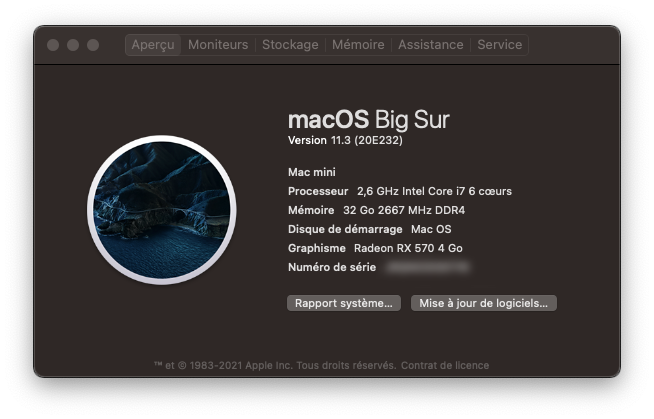 Aperçu Moniteurs Stockage Mémoire Assistance Service
macOS Big Sur
Version 11.3 (20E232)
Mac mini
Processeur 2,6 GHz Intel Core i7 6 cœurs
Mémoire 32 Go 2667 MHz DDR4
Disque de démarrage Mac OS
Graphisme Radeon RX 570 4 Go
Numéro de série
Rapport système... Mise à jour de logiciels...
™ et © 1983-2021 Apple Inc. Tous droits réservés. Contrat de licence